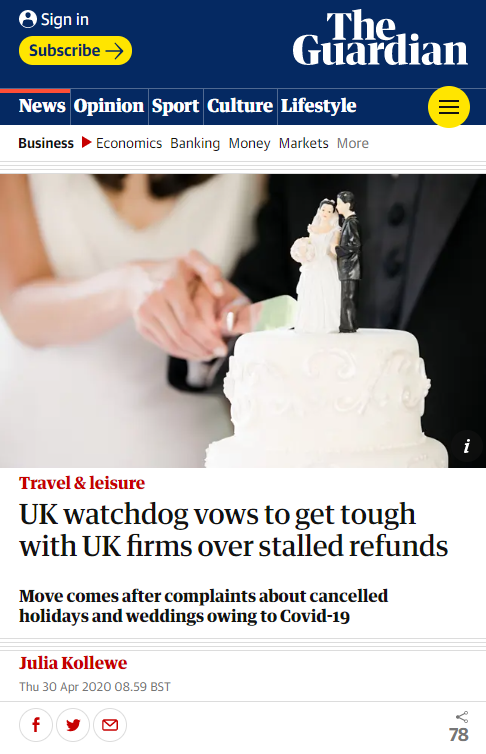 Sign in
Subscribe
The
Guardian
News Opinion Sport Culture Lifestyle
Business Economics Banking Money Markets More
i
Travel & leisure
UK watchdog vows to get tough
with UK firms over stalled refunds
Move comes after complaints about cancelled
holidays and weddings owing to Covid-19
Julia Kollewe
Thu 30 Apr 2020 08.59 BST
78